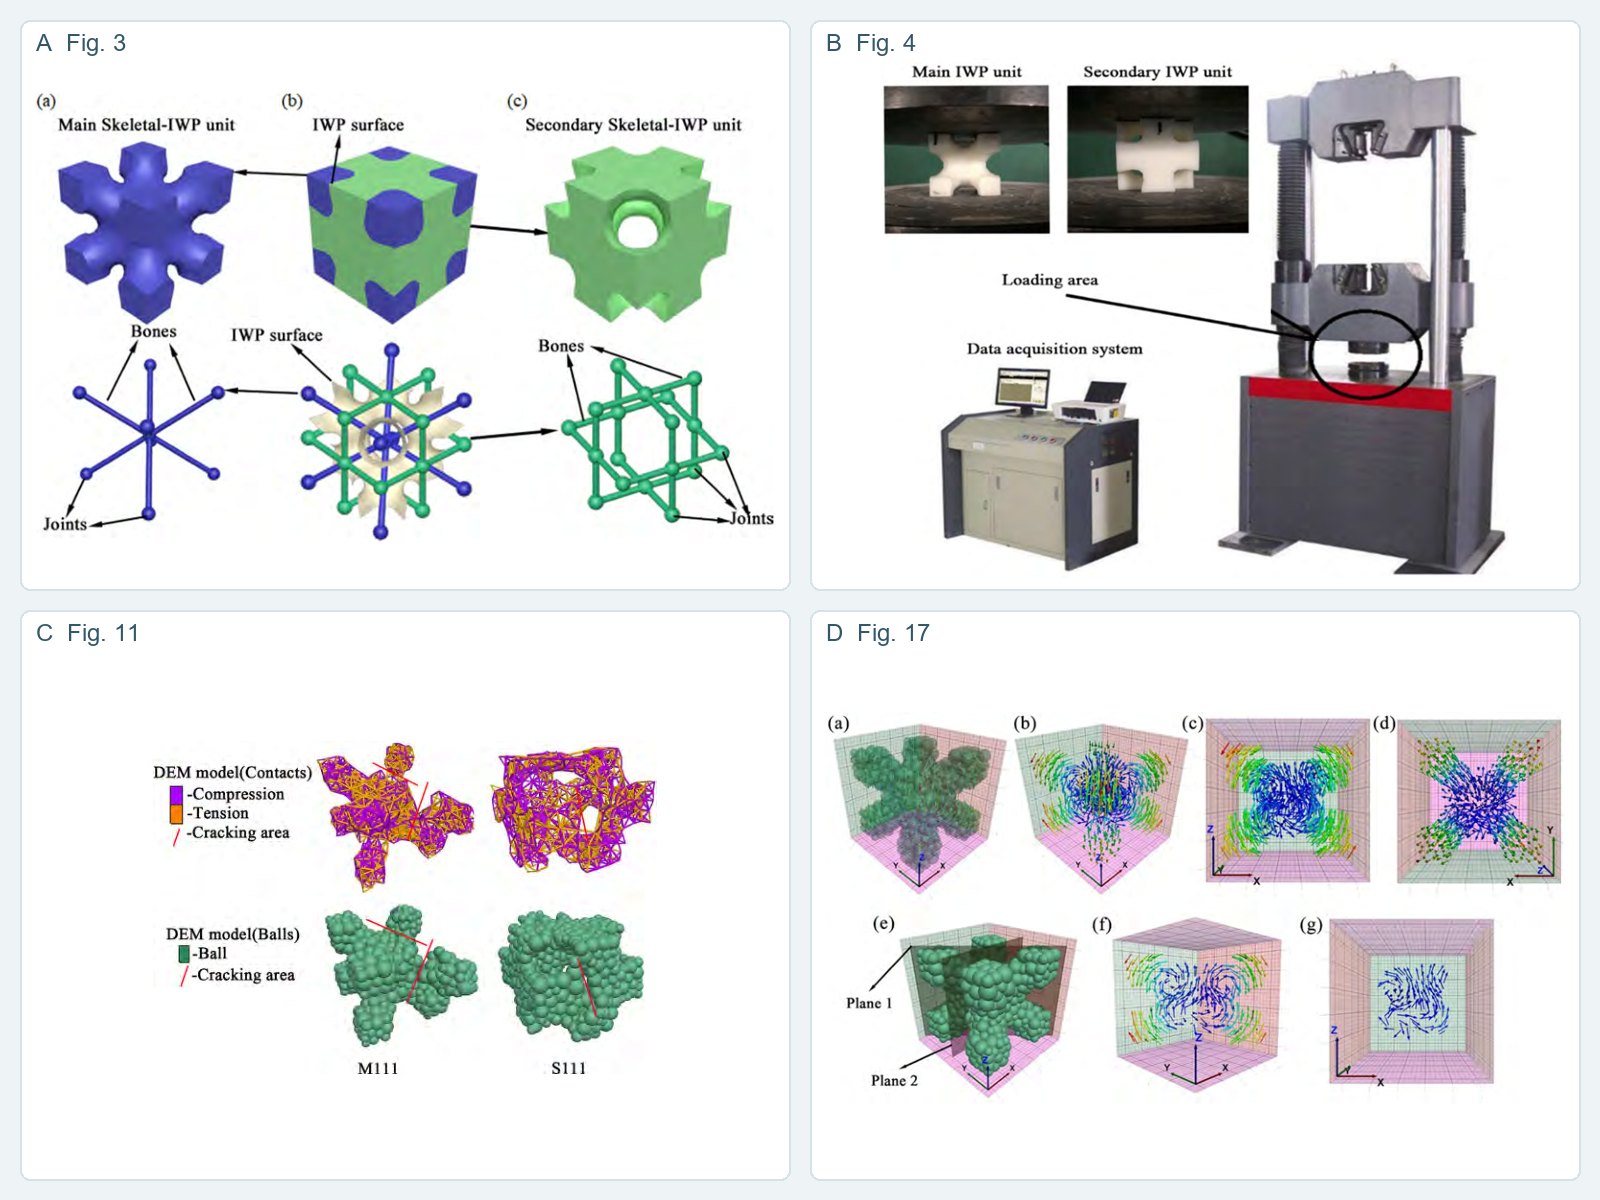 A Fig. 3
(a)
(b)
(c)
Main Skeletal-IWP unit
IWP surface
Secondary Skeletal-IWP unit
Bones
IWP surface
Bones
Joints
Joints
B Fig. 4
Main IWP unit
Secondary IWP unit
Loading area
Data acquisition system
C Fig. 11
DEM model(Contacts)
-Compression
-Tension
-Cracking area
DEM model(Balls)
-Ball
-Cracking area
M111
S111
D Fig. 17
(a)
(b)
(c)
(d)
Z
Y
X
Z
Y
X
Z
Y
X
Y
Z
X
(e)
(f)
(g)
Plane 1
Plane 2
Z
Y
X
Z
Y
X
Z
Y
X